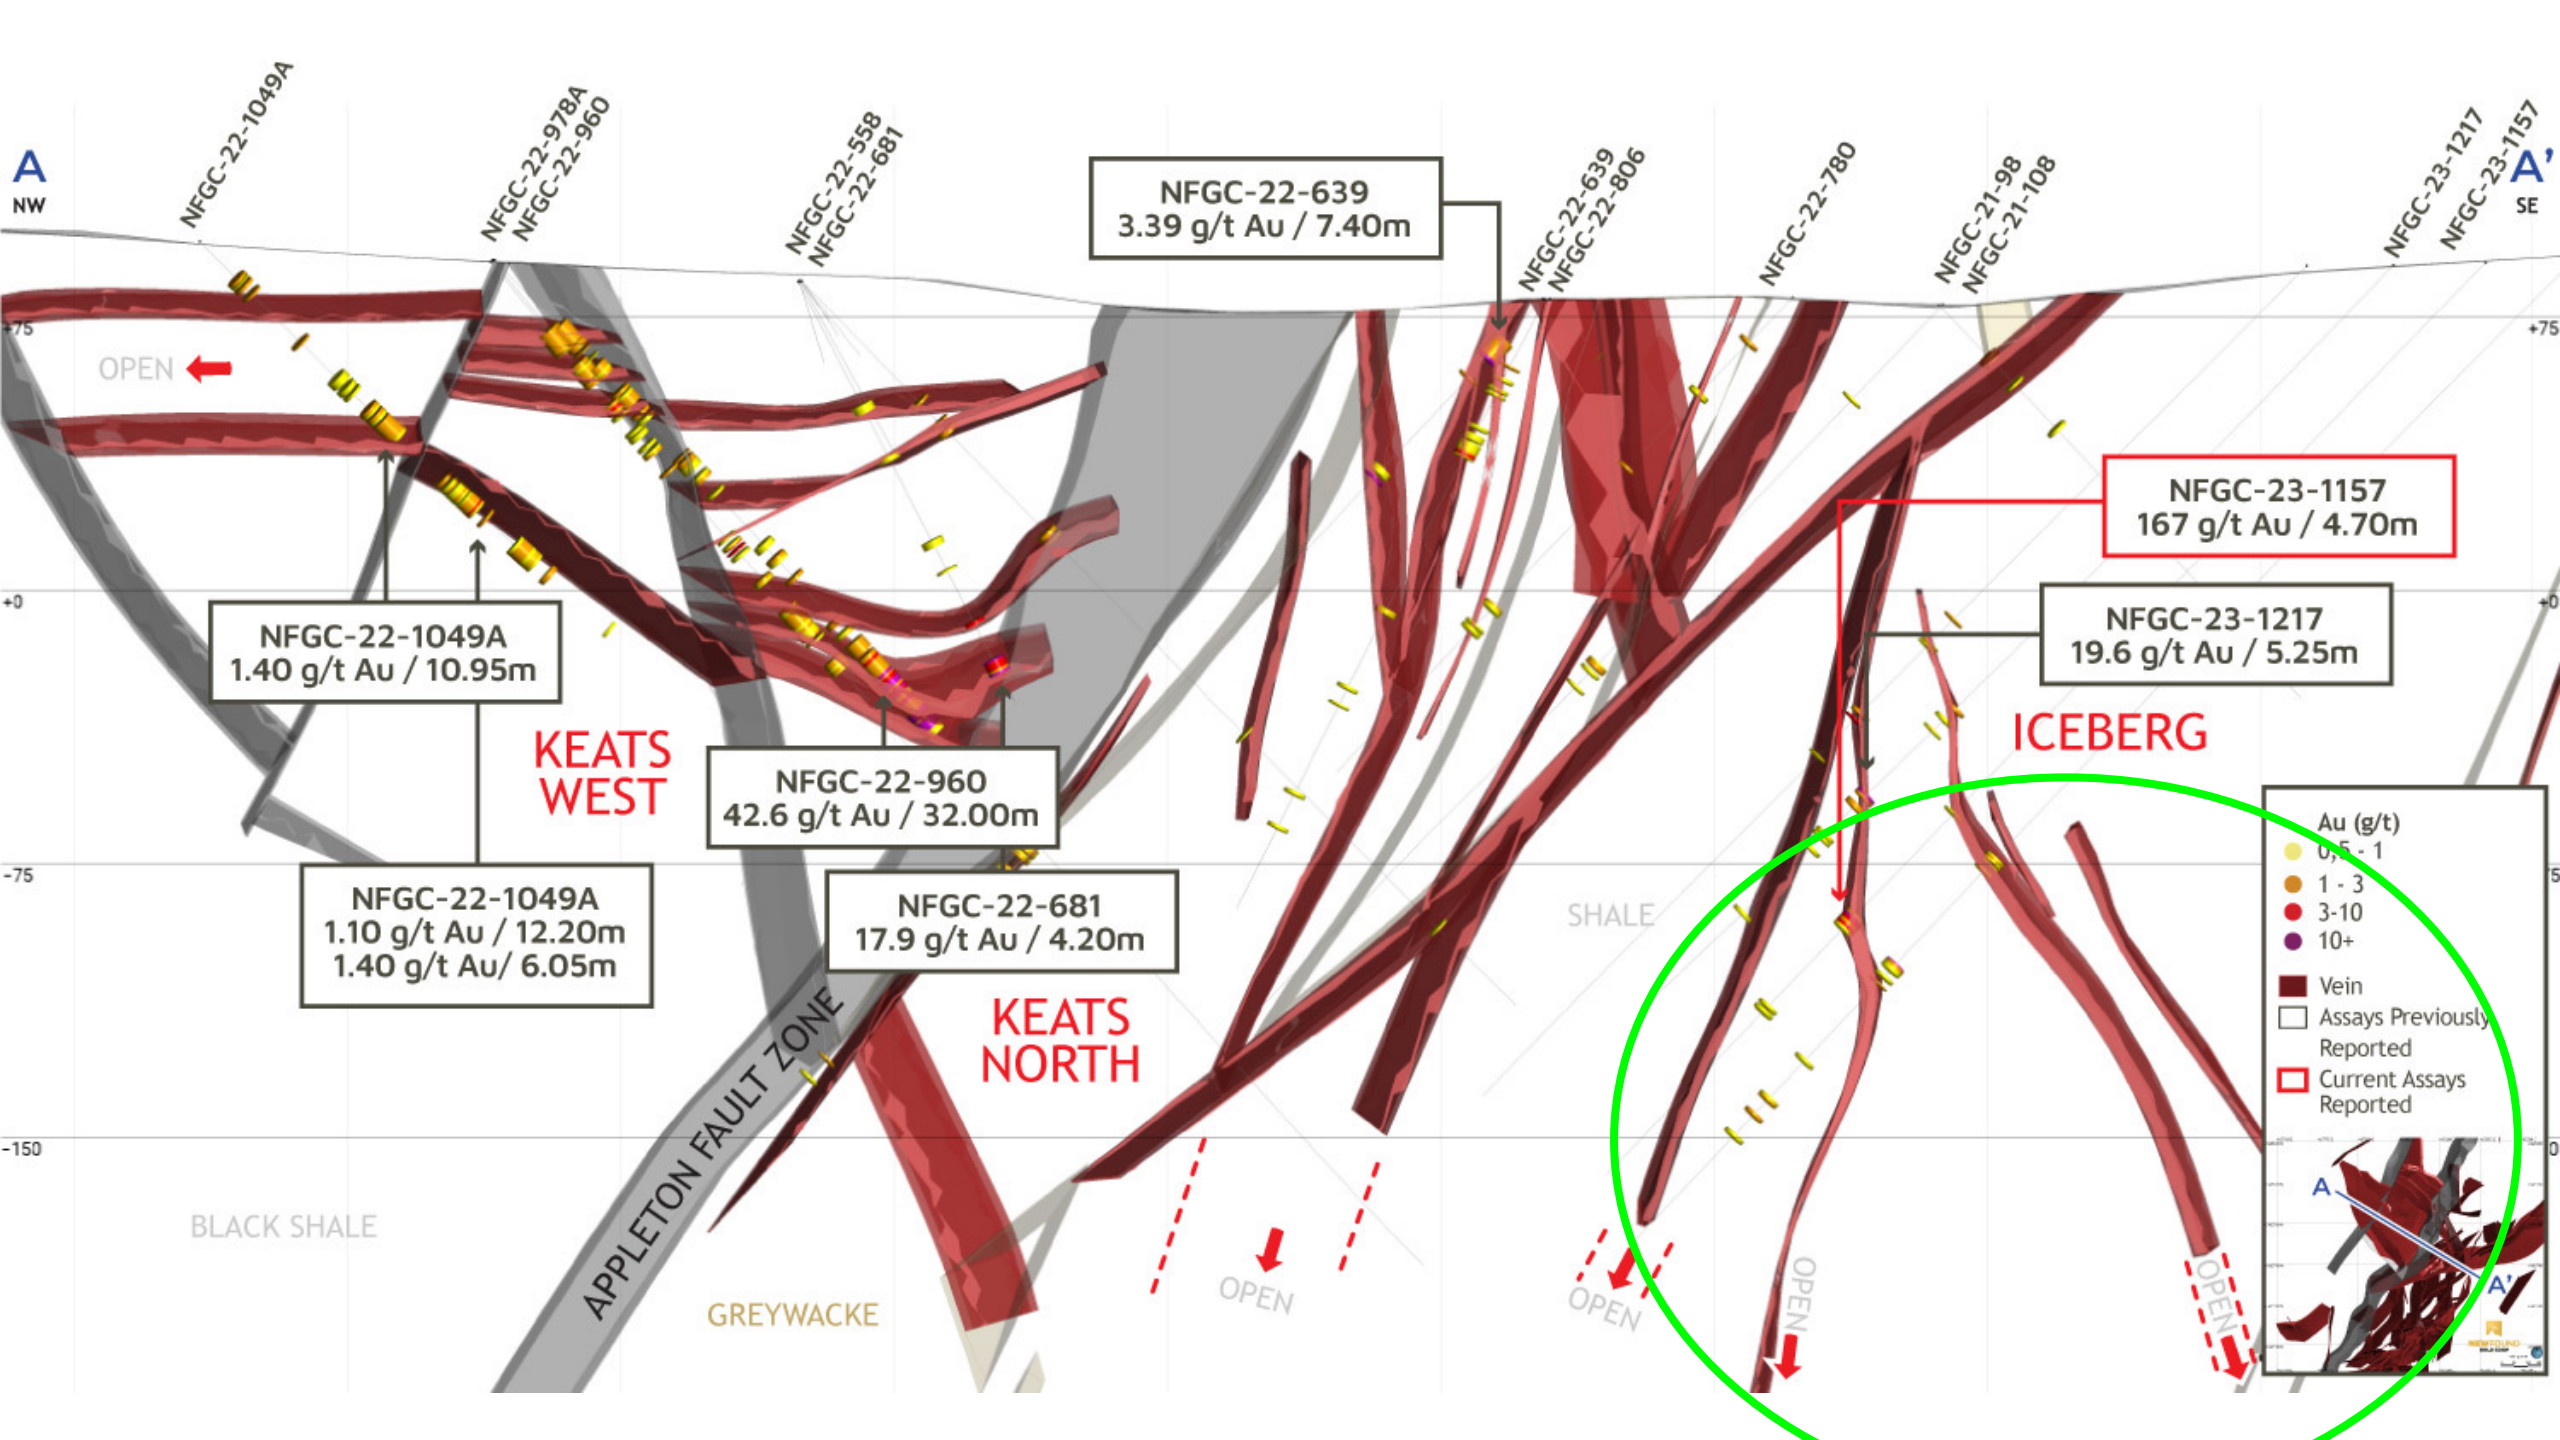 NFGC-22-1049A
NFGC-22-978A
NFGC-22-960
NFGC-22-558
NFGC-22-681
NFGC-22-639
NFGC-22-806
NFGC-22-780
NFGC-21-98
NFGC-21-108
NFGC-23-1217
NFGC-23-1157
A
NW
A'
SE
NFGC-22-639
3.39 g/t Au / 7.40m
+75
+75
OPEN
NFGC-23-1157
167 g/t Au / 4.70m
+0
+0
NFGC-22-1049A
1.40 g/t Au / 10.95m
NFGC-23-1217
19.6 g/t Au / 5.25m
KEATS
WEST
ICEBERG
NFGC-22-960
42.6 g/t Au / 32.00m
-75
75
NFGC-22-1049A
1.10 g/t Au / 12.20m
1.40 g/t Au/ 6.05m
NFGC-22-681
17.9 g/t Au / 4.20m
SHALE
KEATS
NORTH
APPLETON FAULT ZONE
-150
0
BLACK SHALE
GREYWACKE
OPEN
OPEN
OPEN
OPEN
Au (g/t)
0,5 - 1
1 - 3
3-10
10+
Vein
Assays Previously
Reported
Current Assays
Reported
A
A'